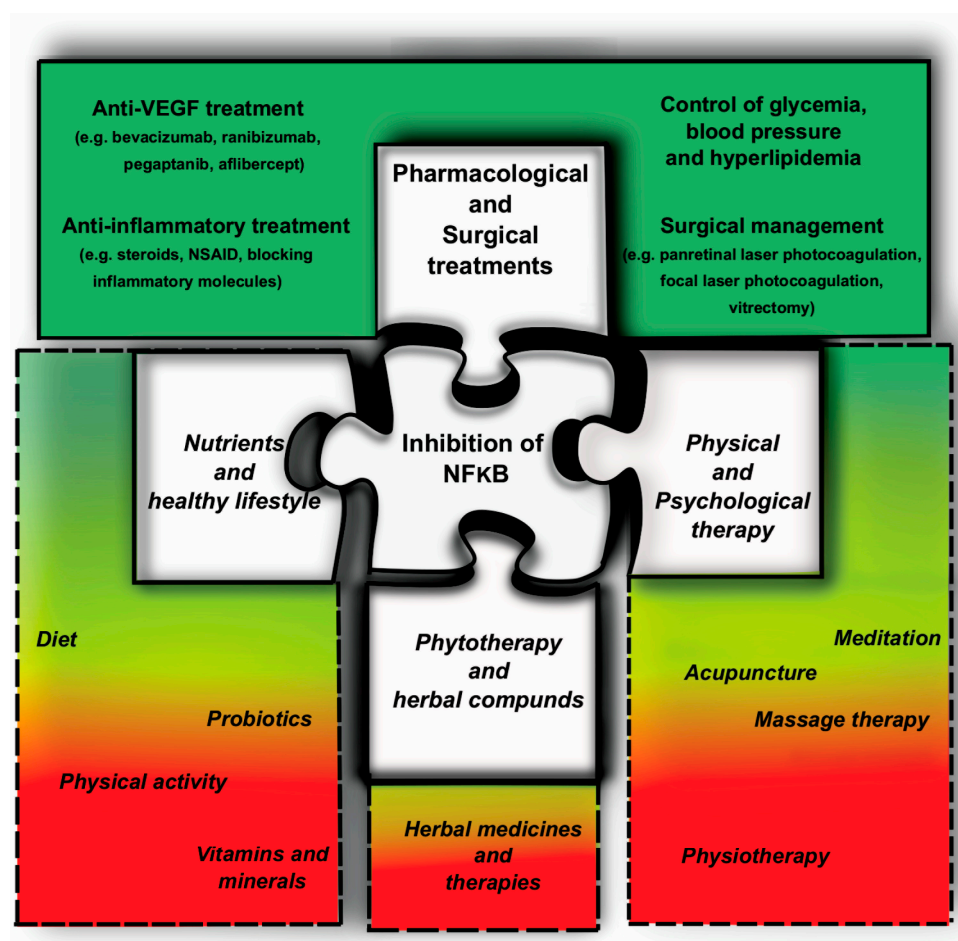 Anti-VEGF treatment
(e.g. bevacizumab, ranibizumab,
pegaptanib, aflibercept)
Anti-inflammatory treatment
(e.g. steroids, NSAID, blocking
inflammatory molecules)
Pharmacological
and
Surgical
treatments
Control of glycemia,
blood pressure
and hyperlipidemia
Surgical management
(e.g. panretinal laser photocoagulation,
focal laser photocoagulation,
vitrectomy)
Nutrients
and
healthy lifestyle
Inhibition of
NFκB
Physical
and
Psychological
therapy
Phytotherapy
and
herbal compunds
Diet
Probiotics
Physical activity
Vitamins and
minerals
Herbal medicines
and
therapies
Meditation
Acupuncture
Massage therapy
Physiotherapy